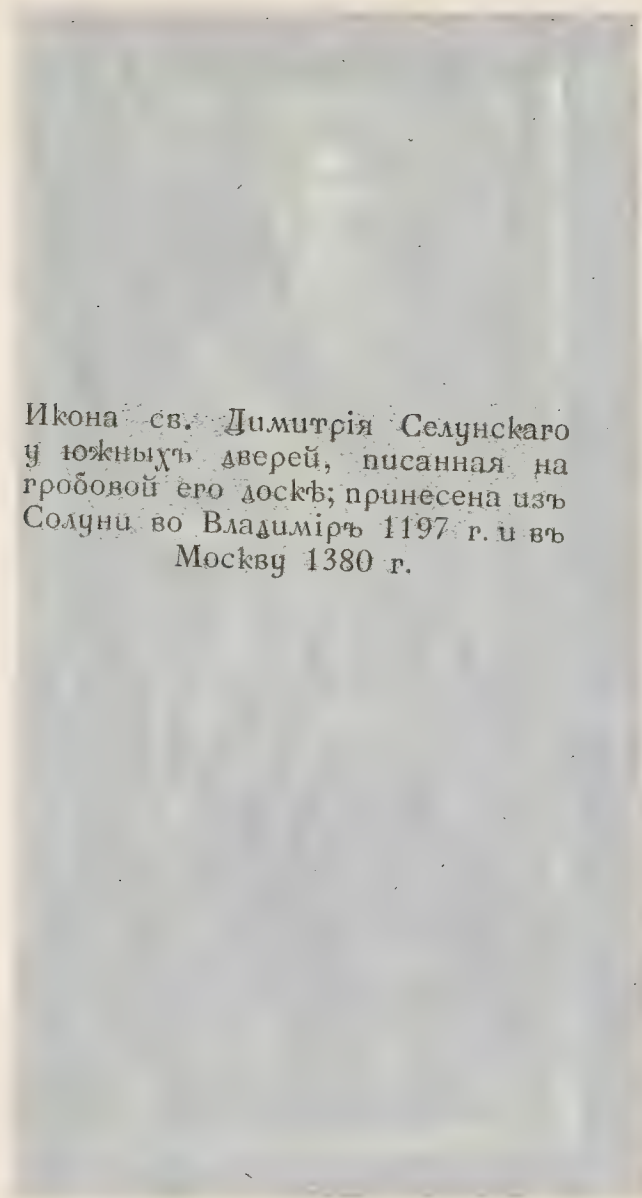 Икона св. Димитрія Селунскаго
у южныхъ дверей, писанная на
гробовой его доскѣ; принесена изъ
Солуни во Владиміръ 1197 г. и въ
Москву 1380 г.